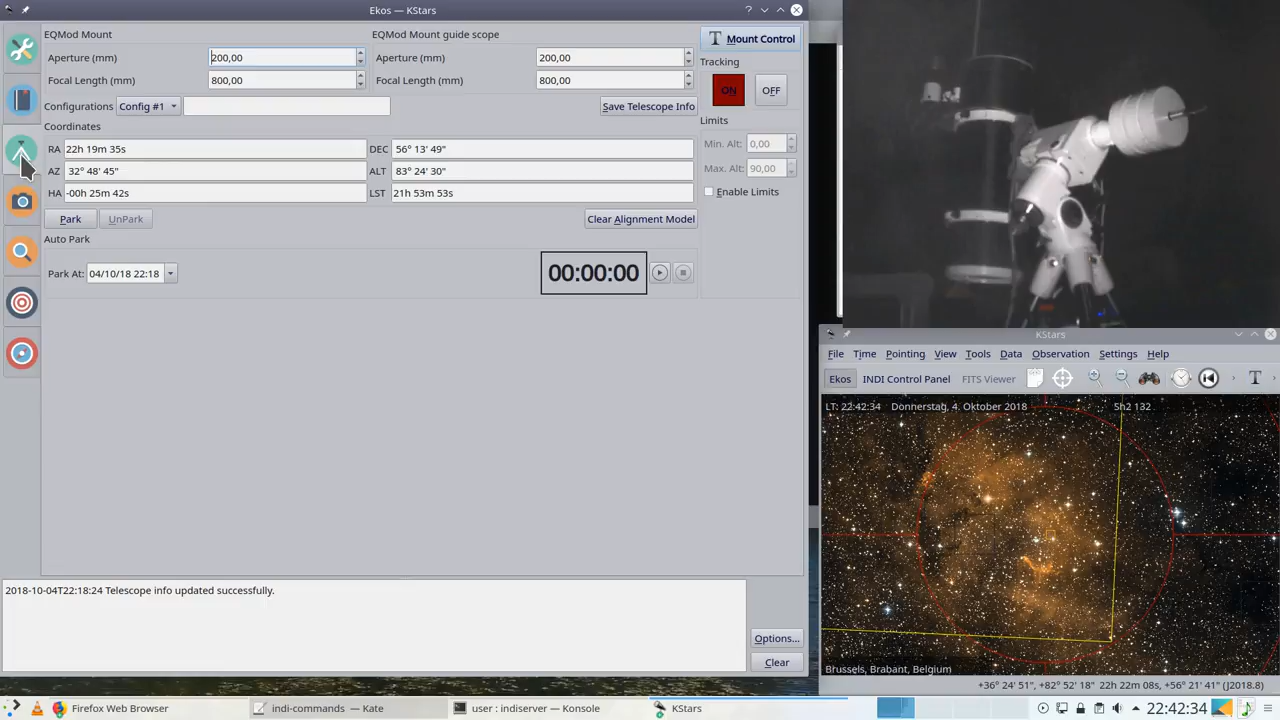 Ekos — KStars
EQMod Mount
EQMod Mount guide scope
Mount Control
Aperture (mm) 200,00
Aperture (mm) 200,00
Tracking
Focal Length (mm) 800,00
Focal Length (mm) 800,00
ON OFF
Configurations Config #1
Save Telescope Info
Limits
Coordinates
RA 22h 19m 35s
DEC 56° 13' 49"
Min. Alt: 0,00
AZ 32° 48' 45"
ALT 83° 24' 30"
Max. Alt: 90,00
HA -00h 25m 42s
LST 21h 53m 53s
Enable Limits
Park UnPark
Clear Alignment Model
Auto Park
Park At: 04/10/18 22:18
00:00:00
2018-10-04T22:18:24 Telescope info updated successfully.
Options...
Clear
KStars
File Time Pointing View Tools Data Observation Settings Help
Ekos INDI Control Panel FITS Viewer
LT: 22:42:34 Donnerstag, 4. Oktober 2018 Sh2 132
Brussels, Brabant, Belgium
+36° 24' 51", +82° 52' 18" 22h 22m 08s, +56° 21' 41" (J2018.8)
Firefox Web Browser
indi-commands — Kate
user : indiserver — Konsole
KStars
22:42:34